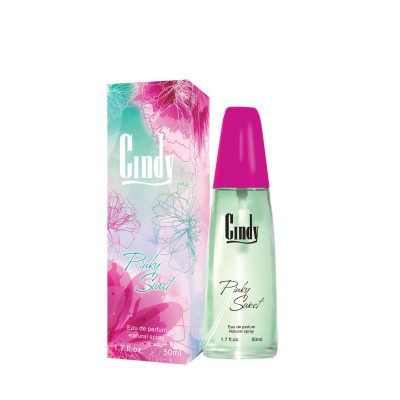 Cindy
Pinky
Sweet
Eau de parfum
Natural spray
1.7 fl.oz. 50ml
Cindy
Pinky
Sweet
Eau de parfum
Natural spray
1.7 fl.oz 50ml